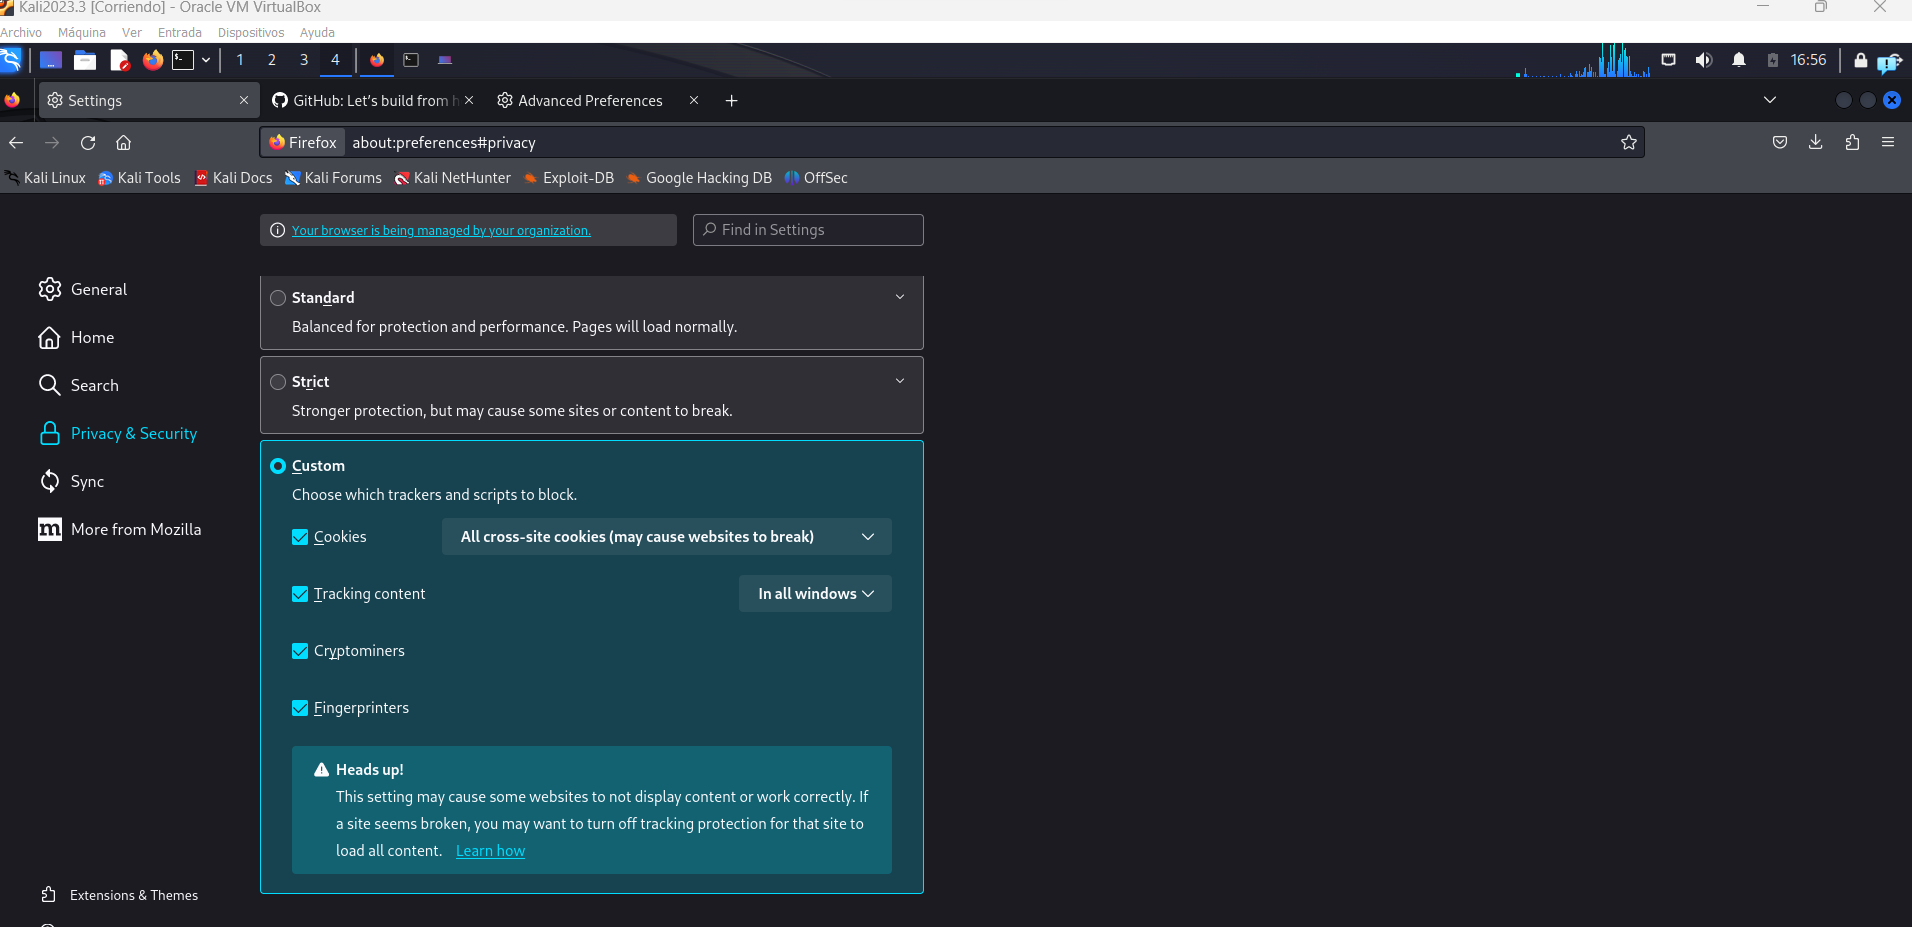 Kali2023.3 [Corriendo] - Oracle VM VirtualBox
Archivo Máquina Ver Entrada Dispositivos Ayuda
1 2 3 4 16:56
Settings GitHub: Let's build from h Advanced Preferences
Firefox about:preferences#privacy
Kali Linux Kali Tools Kali Docs Kali Forums Kali NetHunter Exploit-DB Google Hacking DB OffSec
Your browser is being managed by your organization. Find in Settings
General
Home
Search
Privacy & Security
Sync
m More from Mozilla
Extensions & Themes
Standard
Balanced for protection and performance. Pages will load normally.
Strict
Stronger protection, but may cause some sites or content to break.
Custom
Choose which trackers and scripts to block.
Cookies All cross-site cookies (may cause websites to break)
Tracking content In all windows
Cryptominers
Fingerprinters
Heads up!
This setting may cause some websites to not display content or work correctly. If
a site seems broken, you may want to turn off tracking protection for that site to
load all content. Learn how